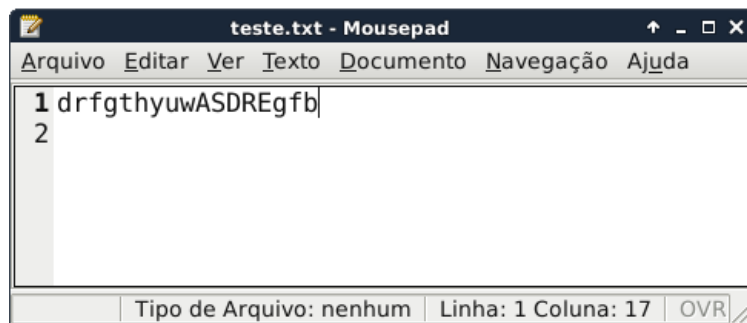 teste.txt - Mousepad
Arquivo Editar Ver Texto Documento Navegação Ajuda
1 drfgthyuwASDREgfb
2
Tipo de Arquivo: nenhum Linha: 1 Coluna: 17 OVR